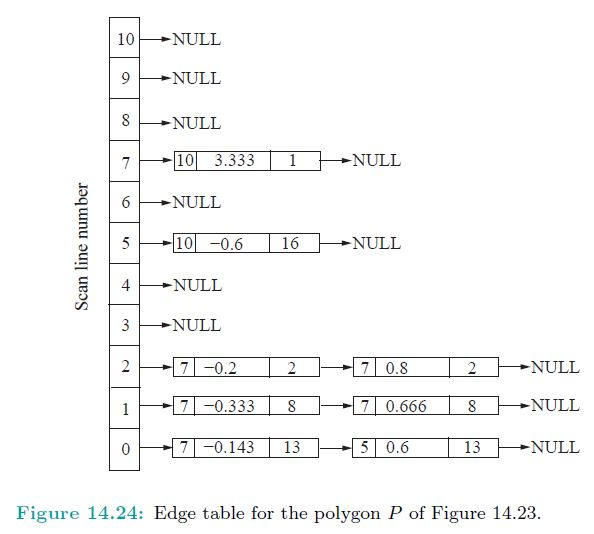 10 NULL
9 NULL
8 NULL
7 10 3.333 1 NULL
6 NULL
5 10 −0.6 16 NULL
4 NULL
3 NULL
2 7 −0.2 2 7 0.8 2 NULL
1 7 −0.333 8 7 0.666 8 NULL
0 7 −0.143 13 5 0.6 13 NULL
Scan line number
Figure 14.24: Edge table for the polygon P of Figure 14.23.